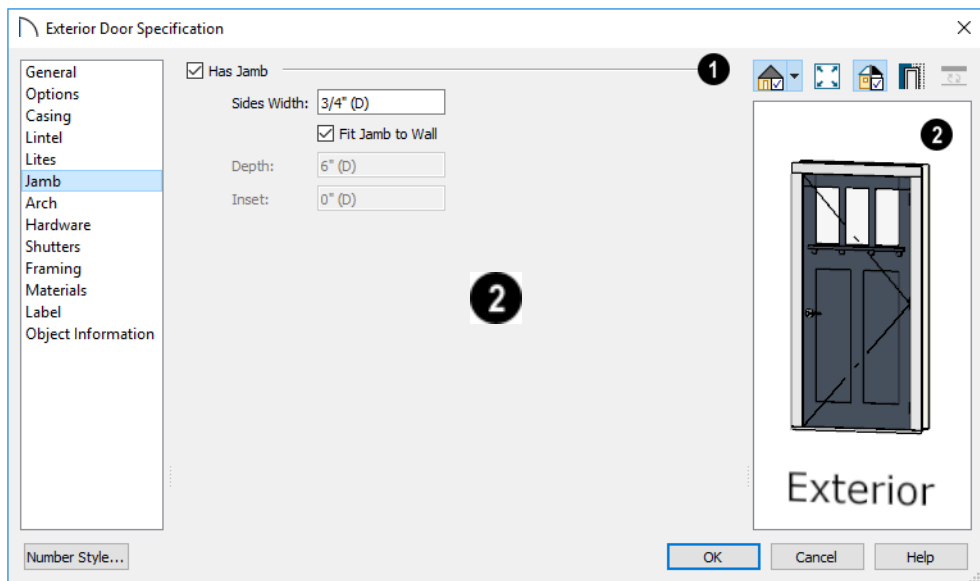 Exterior Door Specification
General
Options
Casing
Lintel
Lites
Jamb
Arch
Hardware
Shutters
Framing
Materials
Label
Object Information
Has Jamb
1
Sides Width: 3/4" (D)
Fit Jamb to Wall
Depth: 6" (D)
Inset: 0" (D)
2
2
Exterior
Number Style...
OK Cancel Help